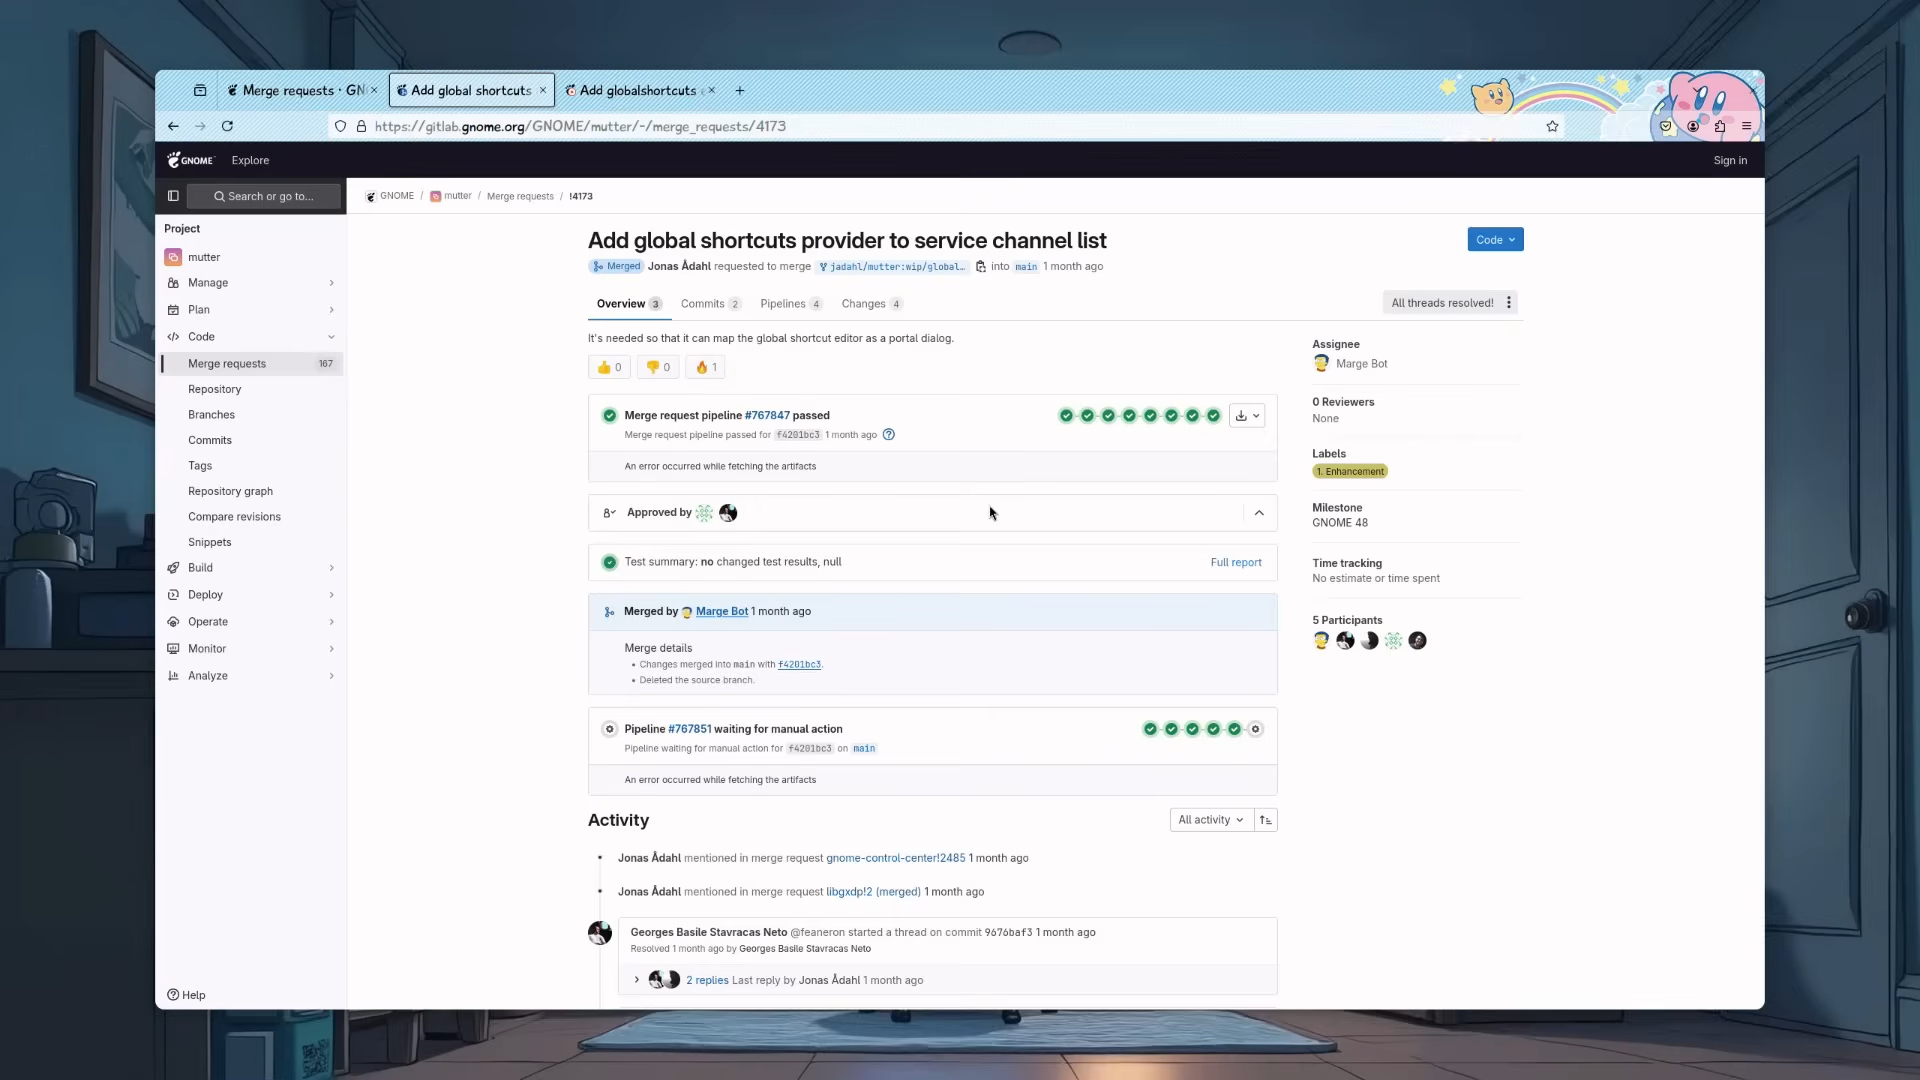 Merge requests · GN
Add global shortcuts
Add globalshortcuts
https://gitlab.gnome.org/GNOME/mutter/-/merge_requests/4173
GNOME
Explore
Sign in
Search or go to...
GNOME / mutter / Merge requests / !4173
Project
mutter
Manage
Plan
Code
Merge requests 167
Repository
Branches
Commits
Tags
Repository graph
Compare revisions
Snippets
Build
Deploy
Operate
Monitor
Analyze
Help
Add global shortcuts provider to service channel list
Code
Merged Jonas Ådahl requested to merge jadahl/mutter:wip/global… into main 1 month ago
Overview 3 Commits 2 Pipelines 4 Changes 4
All threads resolved!
It's needed so that it can map the global shortcut editor as a portal dialog.
👍 0 👎 0 🔥 1
Merge request pipeline #767847 passed
Merge request pipeline passed for f4201bc3 1 month ago
An error occurred while fetching the artifacts
Approved by
Test summary: no changed test results, null
Full report
Merged by Marge Bot 1 month ago
Merge details
• Changes merged into main with f4201bc3.
• Deleted the source branch.
Pipeline #767851 waiting for manual action
Pipeline waiting for manual action for f4201bc3 on main
An error occurred while fetching the artifacts
Activity
All activity
Jonas Ådahl mentioned in merge request gnome-control-center!2485 1 month ago
Jonas Ådahl mentioned in merge request libgxdp!2 (merged) 1 month ago
Georges Basile Stavracas Neto @feaneron started a thread on commit 9676baf3 1 month ago
Resolved 1 month ago by Georges Basile Stavracas Neto
2 replies Last reply by Jonas Ådahl 1 month ago
Assignee
Marge Bot
0 Reviewers
None
Labels
1. Enhancement
Milestone
GNOME 48
Time tracking
No estimate or time spent
5 Participants